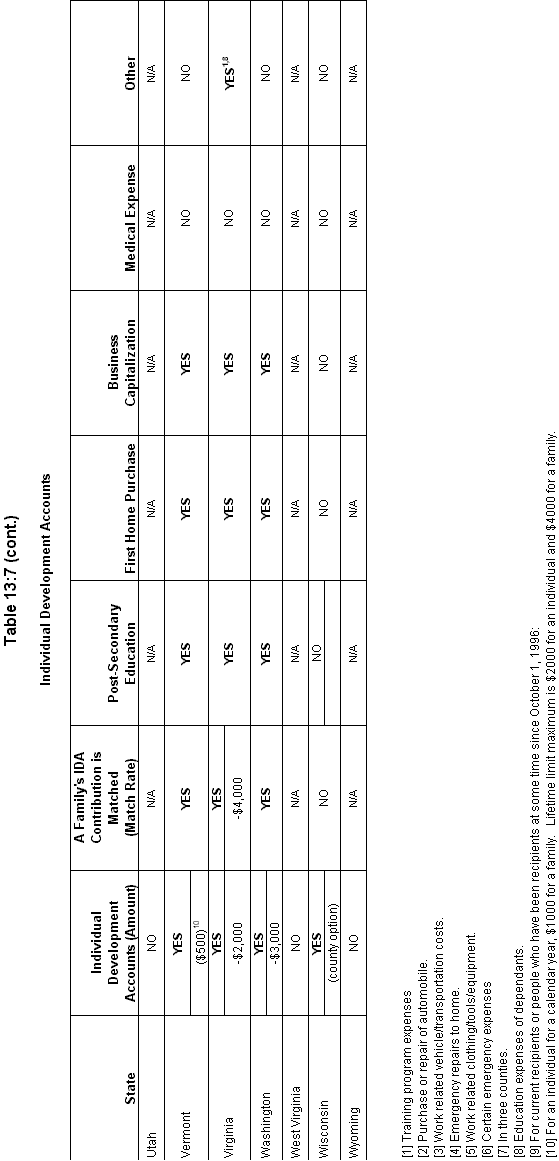 Table 13:7 (cont.)
Individual Development Accounts
State
Individual
Development
Accounts (Amount)
A Family's IDA
Contribution is
Matched
(Match Rate)
Post-Secondary
Education
First Home Purchase
Business
Capitalization
Medical Expense
Other
Utah NO N/A N/A N/A N/A N/A N/A
Vermont YES YES YES YES YES NO NO
($500)10
Virginia YES YES YES YES YES NO YES1,8
-$2,000 -$4,000
Washington YES YES YES YES YES NO NO
-$3,000
West Virginia NO N/A N/A N/A N/A N/A N/A
Wisconsin YES NO NO NO NO NO NO
(county option)
Wyoming NO N/A N/A N/A N/A N/A N/A
[1] Training program expenses
[2] Purchase or repair of automobile.
[3] Work related vehicle/transportation costs.
[4] Emergency repairs to home.
[5] Work related clothing/tools/equipment.
[6] Certain emergency expenses
[7] In three counties.
[8] Education expenses of dependants.
[9] For current recipients or people who have been recipients at some time since October 1, 1996:
[10] For an individual for a calendar year, $1000 for a family. Lifetime limit maximum is $2000 for an individual and $4000 for a family.